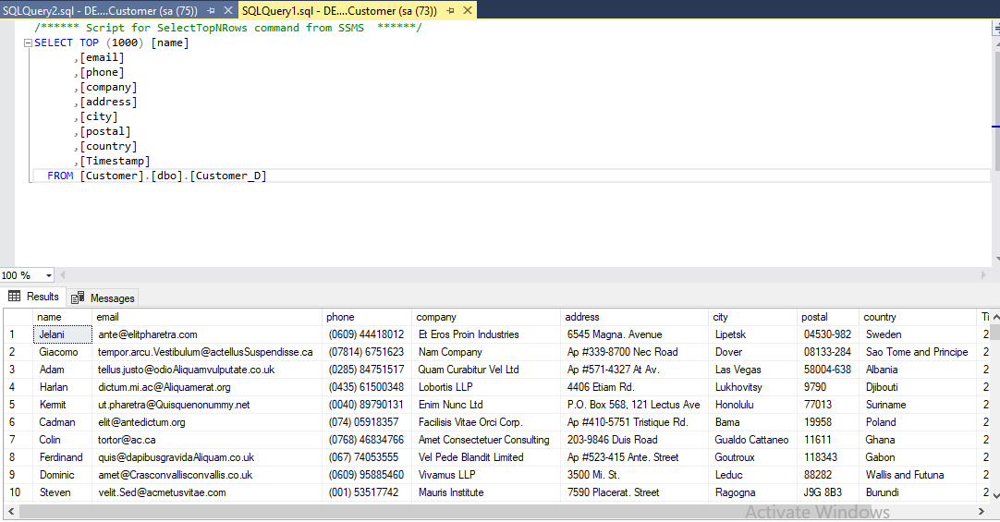 SQLQuery2.sql - DE....Customer (sa (75)) SQLQuery1.sql - DE....Customer (sa (73))
/****** Script for SelectTopNRows command from SSMS ******/
SELECT TOP (1000) [name]
,[email]
,[phone]
,[company]
,[address]
,[city]
,[postal]
,[country]
,[Timestamp]
FROM [Customer].[dbo].[Customer_D]
100 %
Results Messages
name email phone company address city postal country Ti
1 Jelani ante@elitpharetra.com (0609) 44418012 Et Eros Proin Industries 6545 Magna. Avenue Lipetsk 04530-982 Sweden 2
2 Giacomo tempor.arcu.Vestibulum@actellusSuspendisse.ca (07814) 6751623 Nam Company Ap #339-8700 Nec Road Dover 08133-284 Sao Tome and Principe 2
3 Adam tellus.justo@odioAliquamvulputate.co.uk (0285) 84751517 Quam Curabitur Vel Ltd Ap #571-4327 At Av. Las Vegas 58004-638 Albania 2
4 Harlan dictum.mi.ac@Aliquamerat.org (0435) 61500348 Lobortis LLP 4406 Etiam Rd. Lukhovitsy 9790 Djibouti 2
5 Kermit ut.pharetra@Quisquenonummy.net (0040) 89790131 Enim Nunc Ltd P.O. Box 568, 121 Lectus Ave Honolulu 77013 Suriname 2
6 Cadman elit@antedictum.org (074) 05918357 Facilisis Vitae Orci Corp. Ap #410-5751 Tristique Rd. Bama 19958 Poland 2
7 Colin tortor@ac.ca (0768) 46834766 Amet Consectetuer Consulting 203-9846 Duis Road Gualdo Cattaneo 11611 Ghana 2
8 Ferdinand quis@dapibusgravidaAliquam.co.uk (067) 74053555 Vel Pede Blandit Limited Ap #523-415 Ante. Street Goutroux 118343 Gabon 2
9 Dominic amet@Crasconvallisconvallis.co.uk (0609) 95885460 Vivamus LLP 3500 Mi. St. Leduc 88282 Wallis and Futuna 2
10 Steven velit.Sed@acmetusvitae.com (001) 53517742 Mauris Institute 7590 Placerat. Street Ragogna J9G 8B3 Burundi 2
Activate Windows